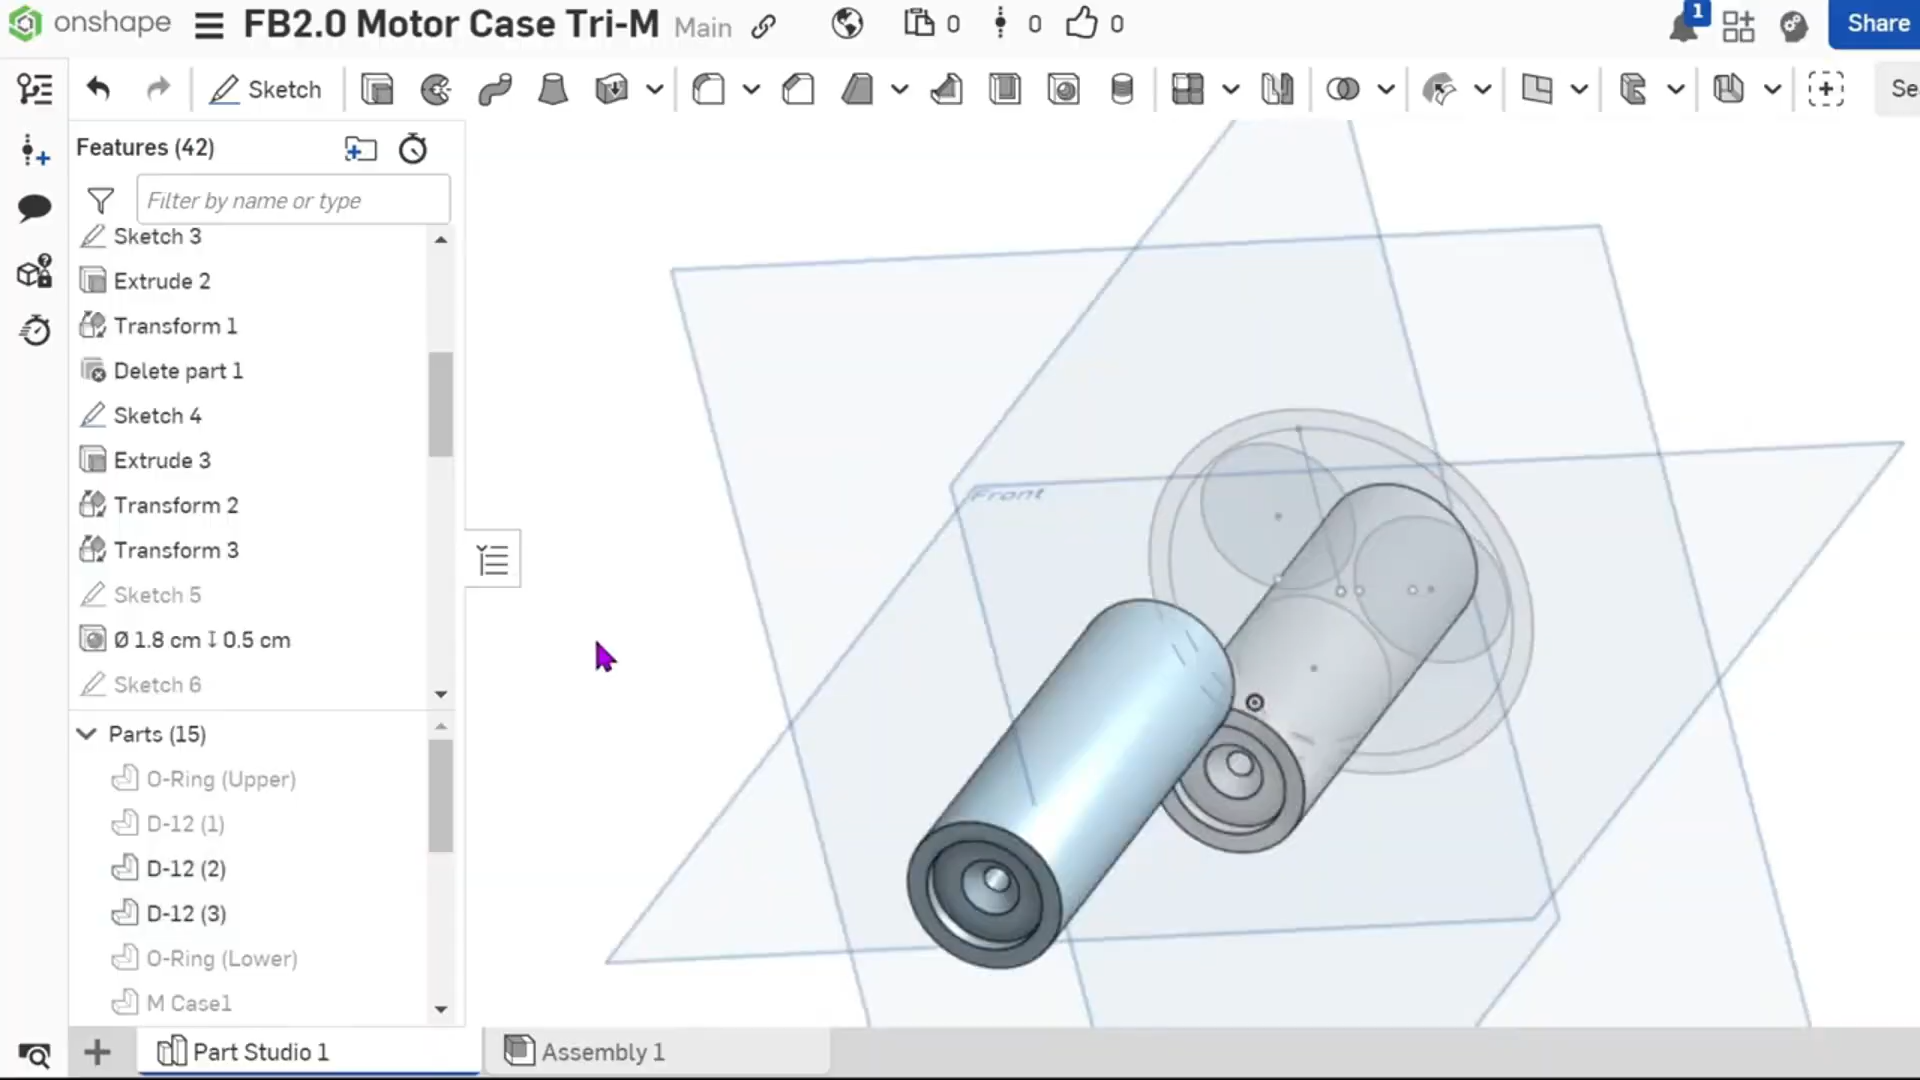 onshape FB2.0 Motor Case Tri-M Main 0 0 0 1 Share
Sketch Se
Features (42)
Filter by name or type
Sketch 3
Extrude 2
Transform 1
Delete part 1
Sketch 4
Extrude 3
Transform 2
Transform 3
Sketch 5
Ø 1.8 cm ↧ 0.5 cm
Sketch 6
Parts (15)
O-Ring (Upper)
D-12 (1)
D-12 (2)
D-12 (3)
O-Ring (Lower)
M Case1
Front
Part Studio 1
Assembly 1